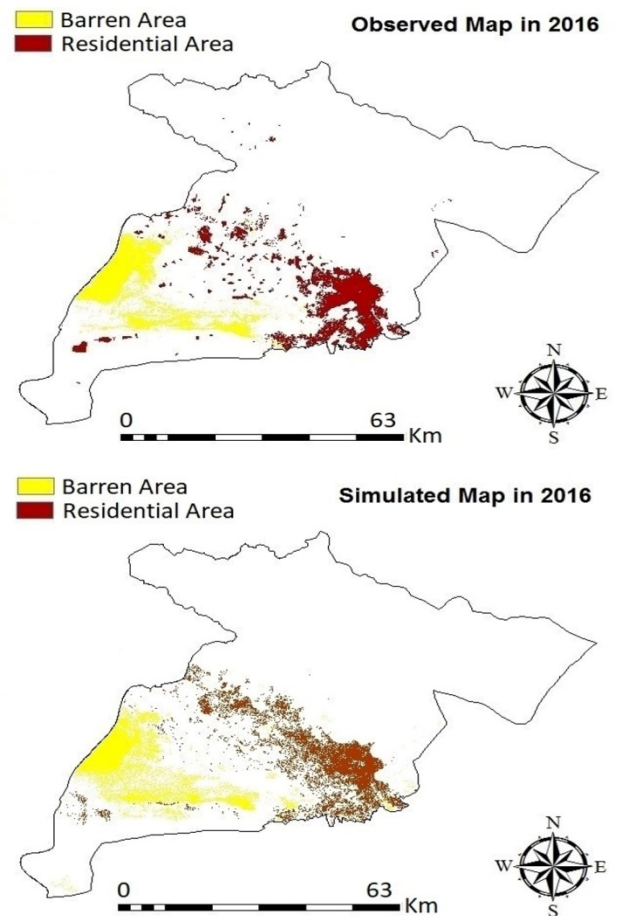 Barren Area
Observed Map in 2016
Residential Area
N
W E
S
0 63
Km
Barren Area
Simulated Map in 2016
Residential Area
N
W E
S
0 63
Km